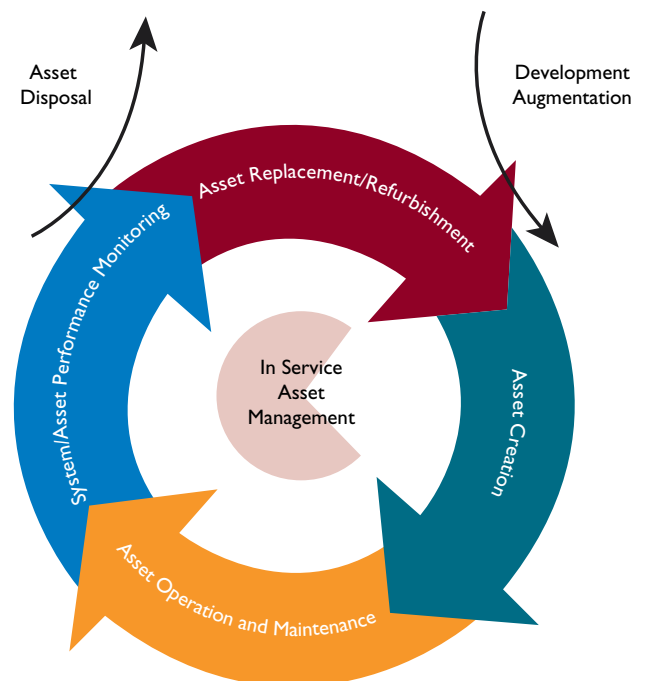 Asset
Disposal
Development
Augmentation
Asset Replacement/Refurbishment
System/Asset Performance Monitoring
In Service
Asset
Management
Asset Creation
Asset Operation and Maintenance